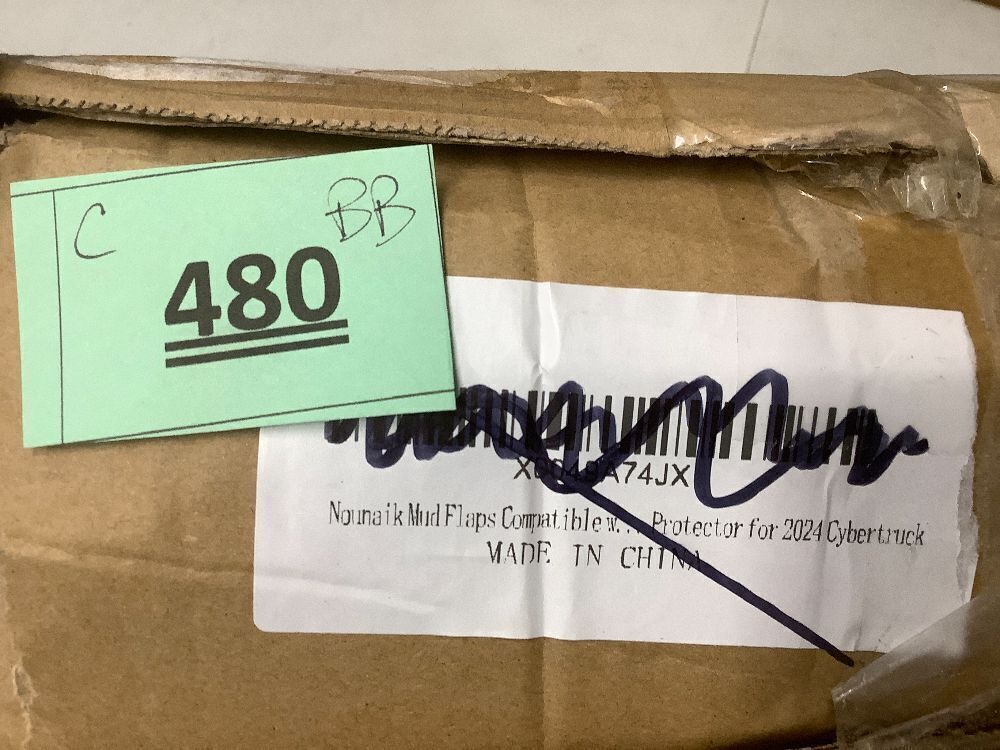 C
BB
480
Nounaik Mud Flaps Compatible w... Protector for 2024 Cybertruck
MADE IN CHINA